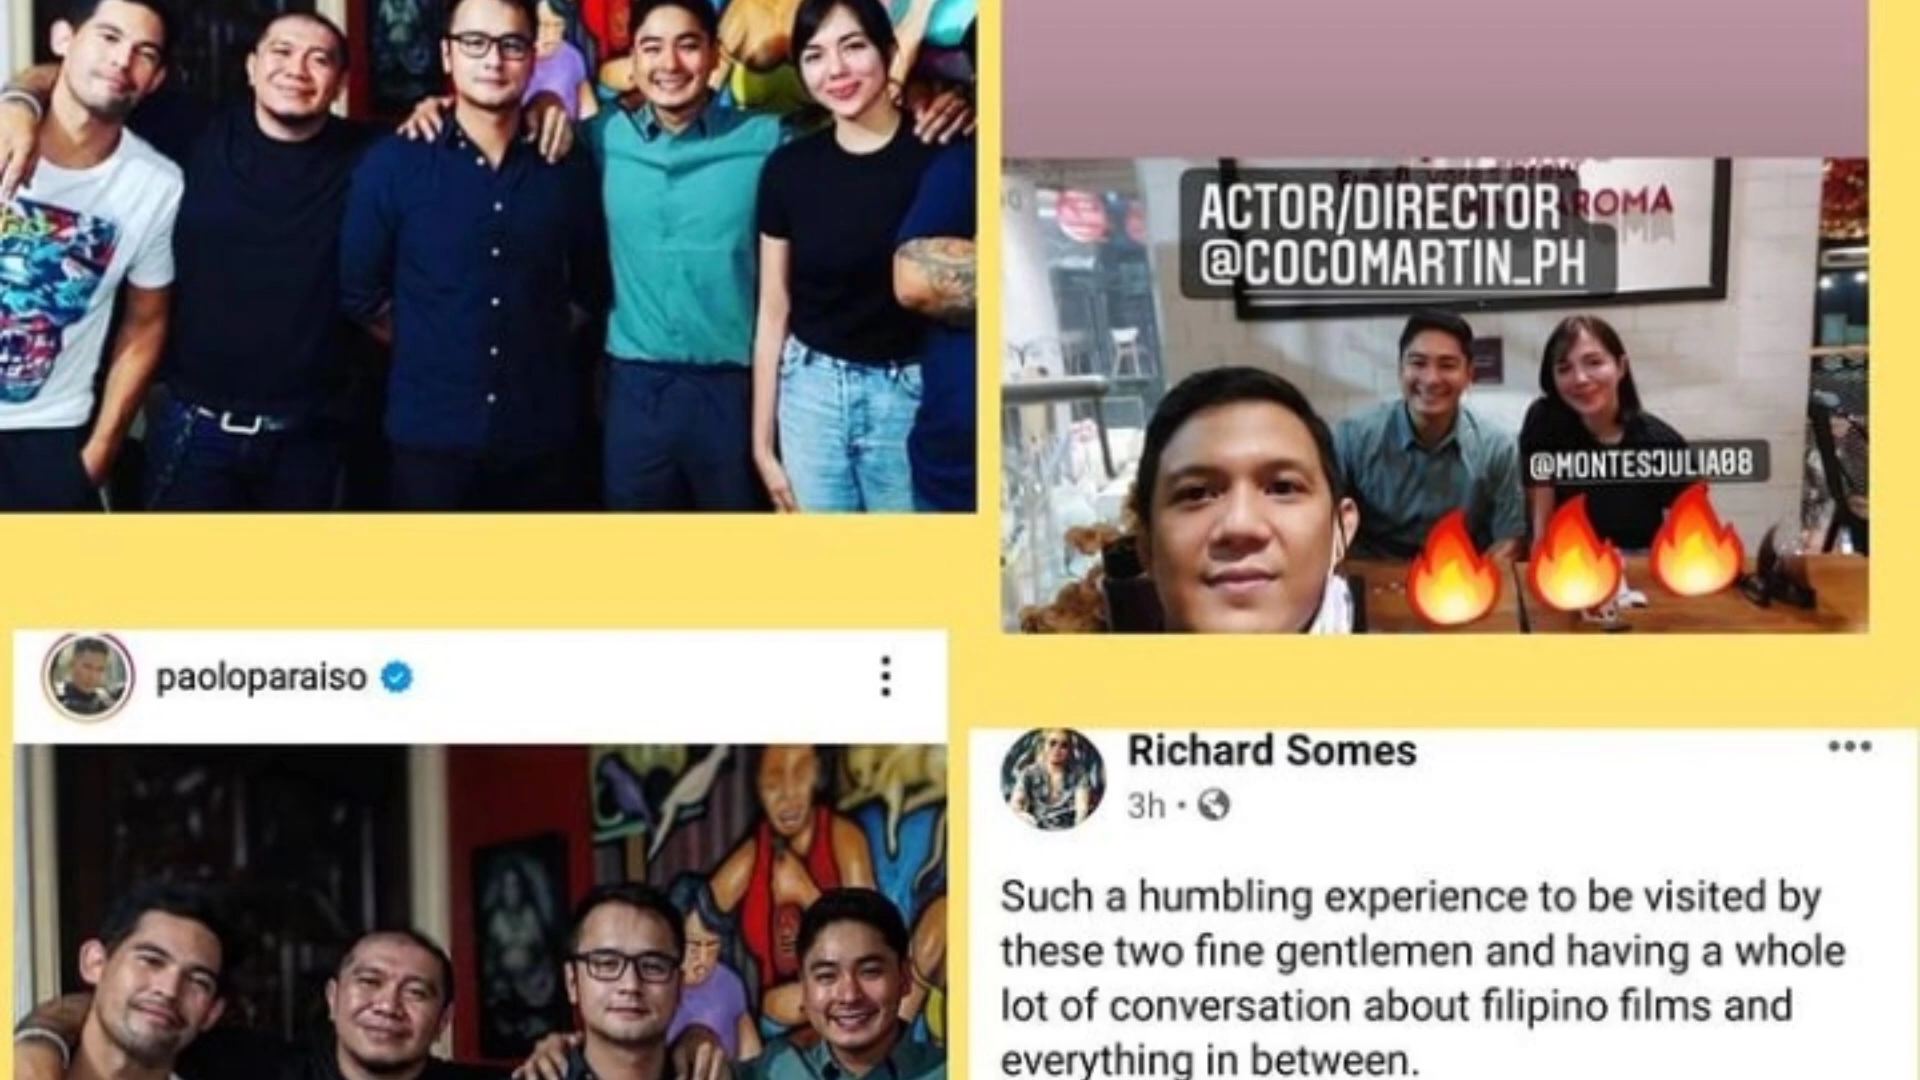 AROMA
ACTOR/DIRECTOR
@COCOMARTIN_PH
@MONTESJULIA08
paoloparaiso
Richard Somes
3h
Such a humbling experience to be visited by
these two fine gentlemen and having a whole
lot of conversation about filipino films and
everything in between.